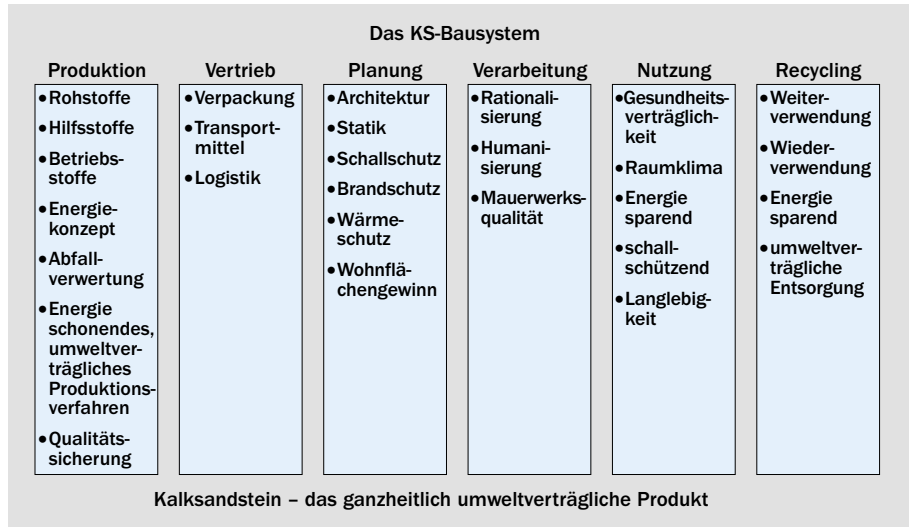 Das KS-Bausystem
Produktion
•Rohstoffe
•Hilfsstoffe
•Betriebs-
stoffe
•Energie-
konzept
•Abfall-
verwertung
•Energie
schonendes,
umweltver-
trägliches
Produktions-
verfahren
•Qualitäts-
sicherung
Vertrieb
•Verpackung
•Transport-
mittel
•Logistik
Planung
•Architektur
•Statik
•Schallschutz
•Brandschutz
•Wärme-
schutz
•Wohnflä-
chengewinn
Verarbeitung
•Rationali-
sierung
•Humani-
sierung
•Mauerwerks-
qualität
Nutzung
•Gesundheits-
verträglich-
keit
•Raumklima
•Energie
sparend
•schall-
schützend
•Langlebig-
keit
Recycling
•Weiter-
verwendung
•Wieder-
verwendung
•Energie
sparend
•umweltver-
trägliche
Entsorgung
Kalksandstein – das ganzheitlich umweltverträgliche Produkt